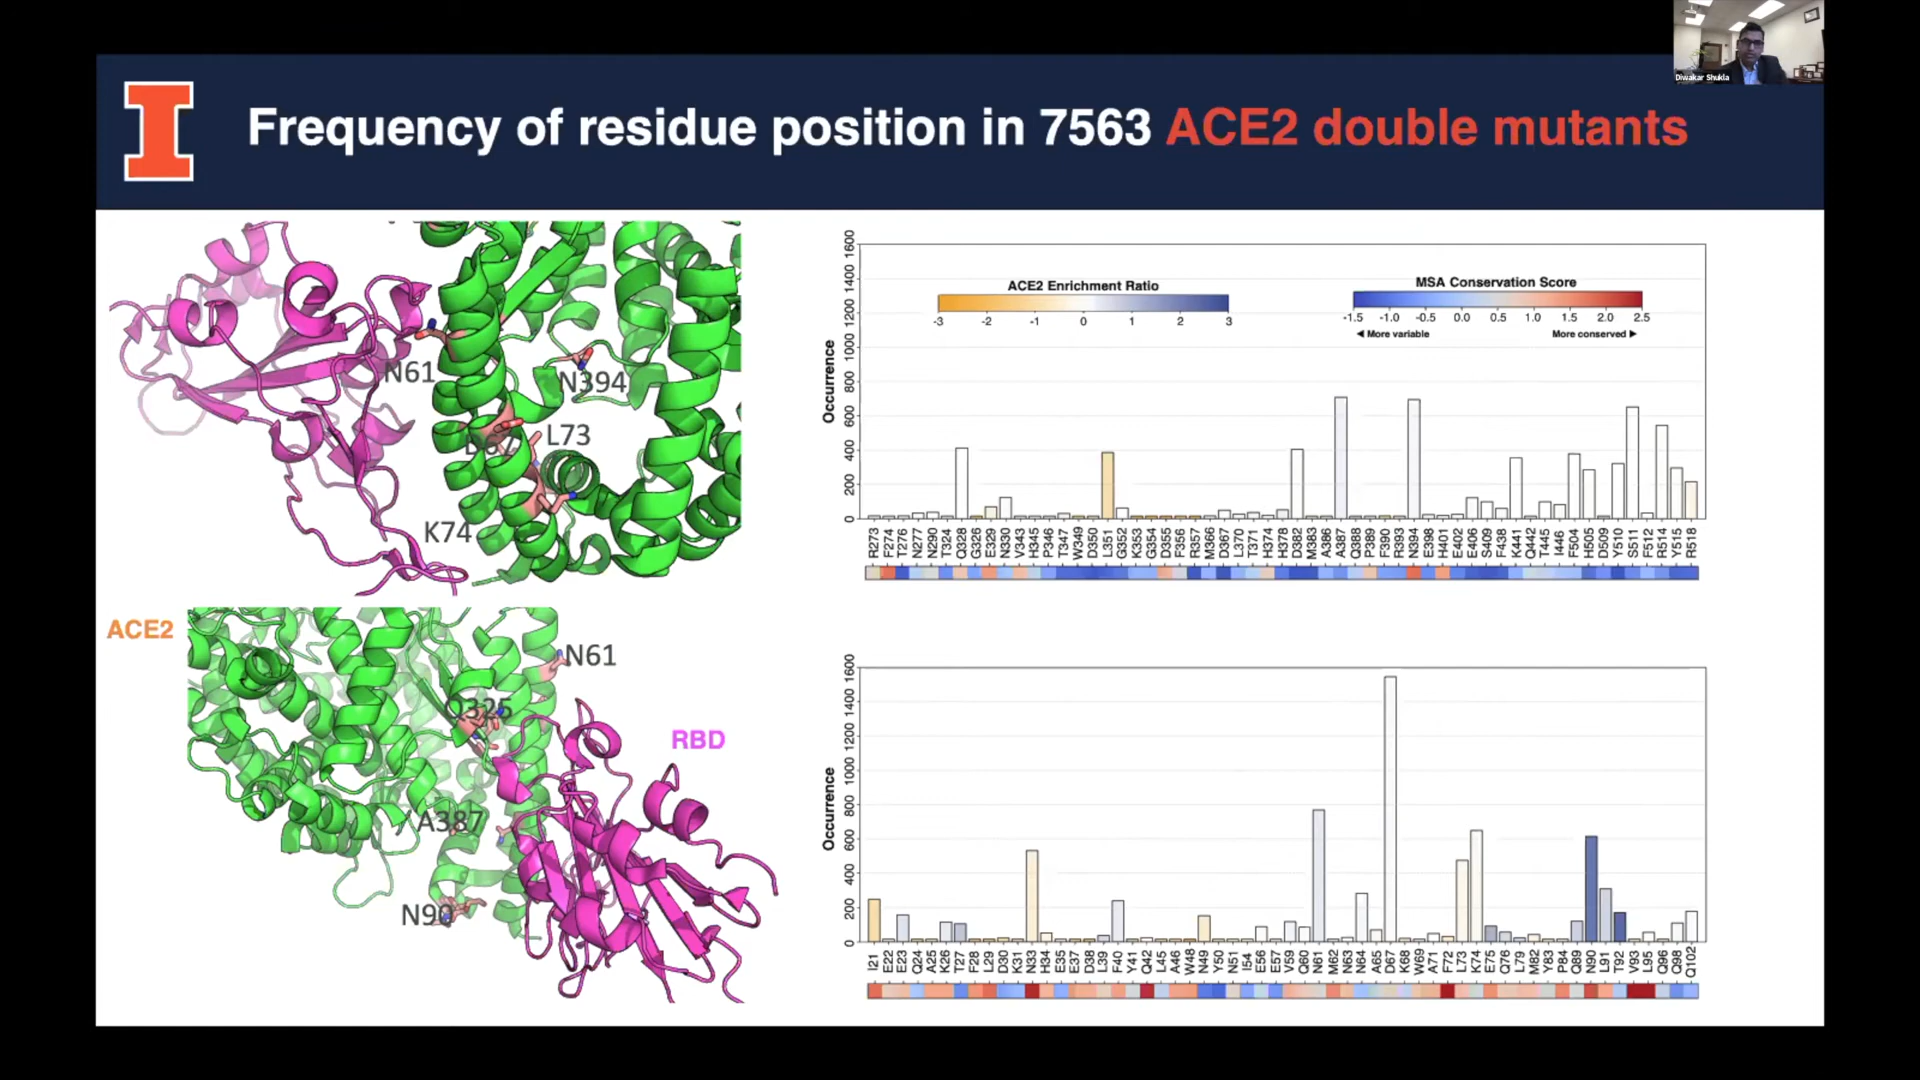 Diwakar Shukla
I
Frequency of residue position in 7563 ACE2 double mutants
N61
N394
L73
K74
ACE2
N61
Q325
RBD
A387
N90
Occurrence
0 200 400 600 800 1000 1200 1400 1600
ACE2 Enrichment Ratio
-3 -2 -1 0 1 2 3
MSA Conservation Score
-1.5 -1.0 -0.5 0.0 0.5 1.0 1.5 2.0 2.5
More variable More conserved
R273 F274 T276 N277 N290 T324 Q328 G326 E329 N330 V343 H345 P346 T347 W349 D350 L351 G352 K353 G354 D355 F356 R357 M366 D367 L370 T371 H374 H378 D382 M383 A386 A387 Q388 P389 F390 R393 N394 E398 H401 E402 E406 S409 F438 K441 Q442 T445 I446 F504 H505 D509 Y510 S511 F512 R514 Y515 R518
Occurrence
0 200 400 600 800 1000 1200 1400 1600
I21 E22 E23 Q24 A25 K26 T27 F28 L29 D30 K31 N33 H34 E35 E37 D38 L39 F40 Y41 Q42 L45 A46 W48 N49 Y50 N51 I54 E56 E57 V59 Q60 N61 M62 N63 N64 A65 D67 K68 W69 A71 F72 L73 K74 E75 Q76 L79 M82 Y83 P84 Q89 N90 L91 T92 V93 L95 Q96 Q98 Q102